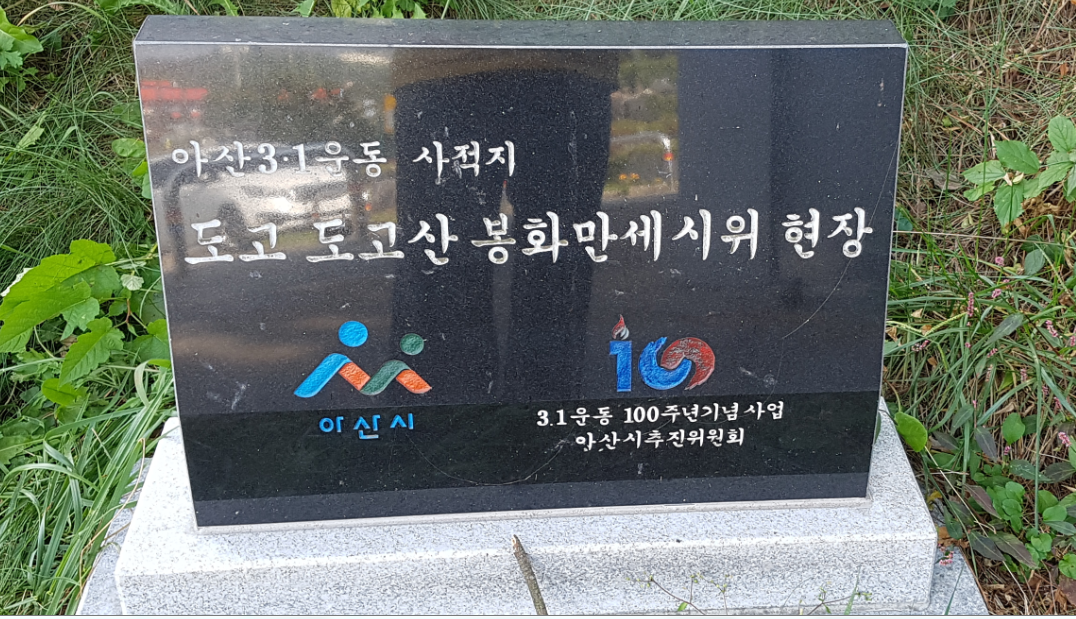 아산3·1운동 사적지
도고 도고산 봉화만세시위 현장
아산시
100
3.1운동 100주년기념사업
아산시추진위원회